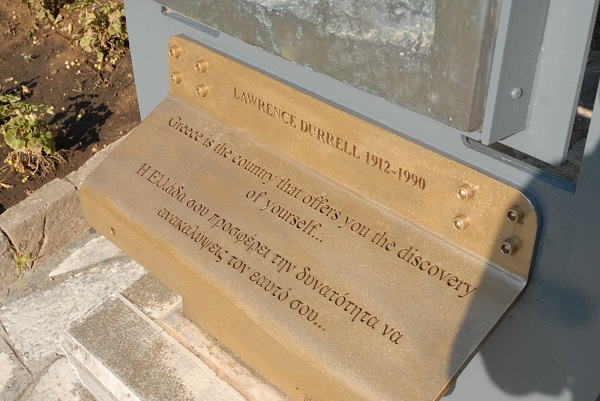 LAWRENCE DURRELL 1912-1990
Greece is the country that offers you the discovery
of yourself...
Η Ελλάδα σου προσφέρει την δυνατότητα να
ανακαλύψεις τον εαυτό σου...